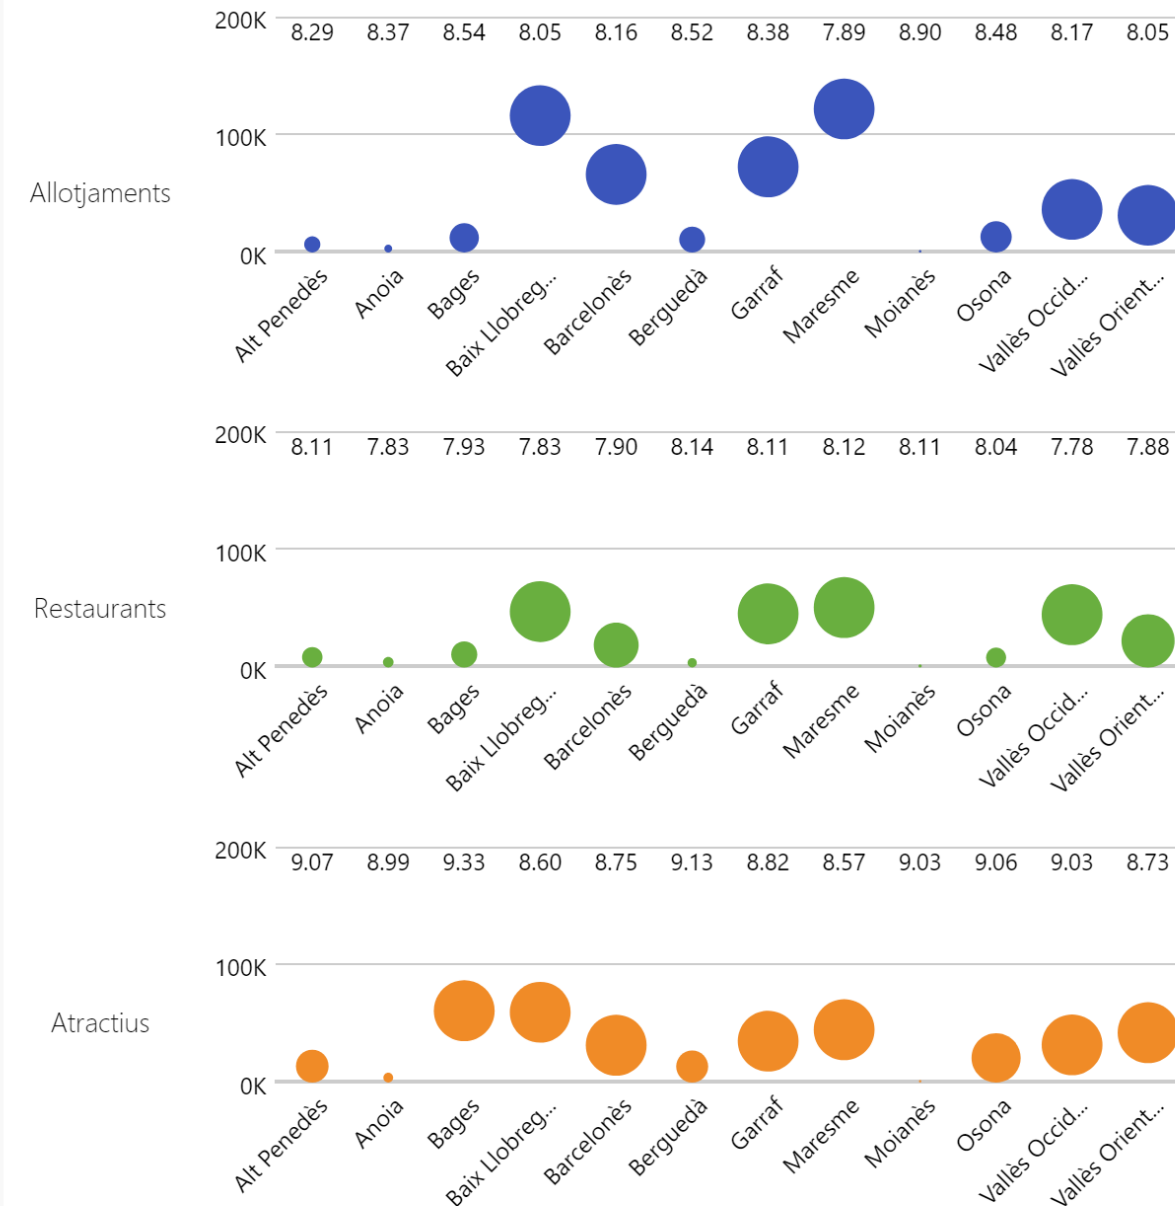 200K
8.29 8.37 8.54 8.05 8.16 8.52 8.38 7.89 8.90 8.48 8.17 8.05
100K
Allotjaments
0K
Alt Penedès Anoia Bages Baix Llobreg... Barcelonès Berguedà Garraf Maresme Moianès Osona Vallès Occid... Vallès Orient...
200K
8.11 7.83 7.93 7.83 7.90 8.14 8.11 8.12 8.11 8.04 7.78 7.88
100K
Restaurants
0K
Alt Penedès Anoia Bages Baix Llobreg... Barcelonès Berguedà Garraf Maresme Moianès Osona Vallès Occid... Vallès Orient...
200K
9.07 8.99 9.33 8.60 8.75 9.13 8.82 8.57 9.03 9.06 9.03 8.73
100K
Atractius
0K
Alt Penedès Anoia Bages Baix Llobreg... Barcelonès Berguedà Garraf Maresme Moianès Osona Vallès Occid... Vallès Orient...